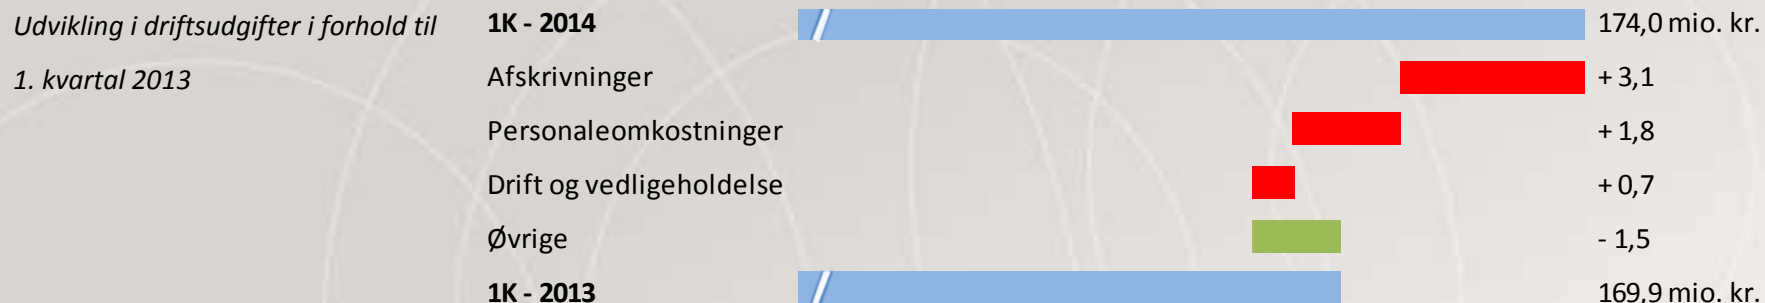 Udvikling i driftsudgifter i forhold til
1. kvartal 2013
1K - 2014 174,0 mio. kr.
Afskrivninger + 3,1
Personaleomkostninger + 1,8
Drift og vedligeholdelse + 0,7
Øvrige - 1,5
1K - 2013 169,9 mio. kr.